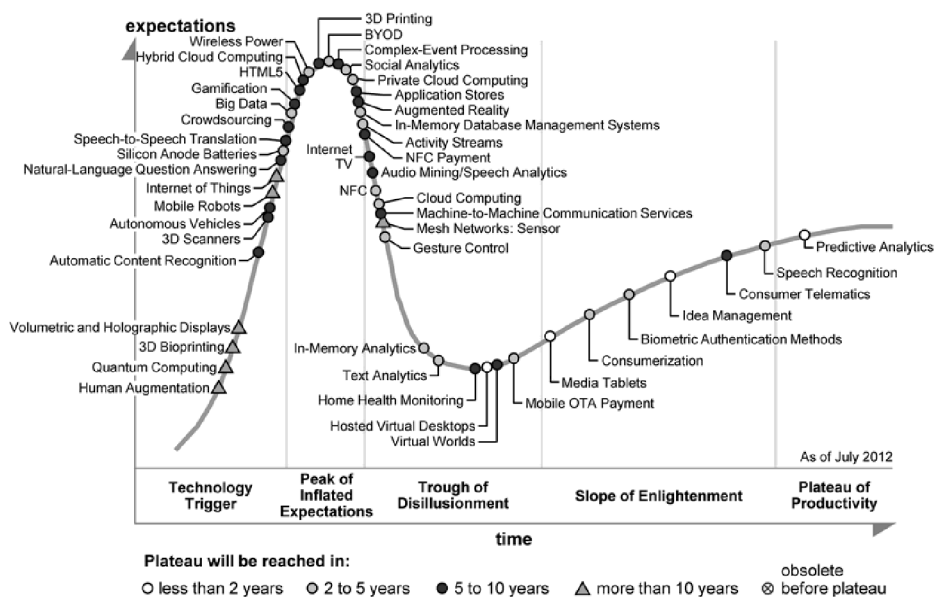 expectations
3D Printing
BYOD
Wireless Power
Complex-Event Processing
Hybrid Cloud Computing
Social Analytics
HTML5
Private Cloud Computing
Gamification
Application Stores
Big Data
Augmented Reality
Crowdsourcing
In-Memory Database Management Systems
Speech-to-Speech Translation
Activity Streams
Silicon Anode Batteries
Internet
TV
NFC Payment
Natural-Language Question Answering
Audio Mining/Speech Analytics
Internet of Things
NFC
Cloud Computing
Mobile Robots
Machine-to-Machine Communication Services
Autonomous Vehicles
Mesh Networks: Sensor
3D Scanners
Gesture Control
Predictive Analytics
Automatic Content Recognition
Speech Recognition
Consumer Telematics
Idea Management
Volumetric and Holographic Displays
Biometric Authentication Methods
3D Bioprinting
In-Memory Analytics
Consumerization
Quantum Computing
Text Analytics
Media Tablets
Human Augmentation
Home Health Monitoring
Mobile OTA Payment
Hosted Virtual Desktops
Virtual Worlds
As of July 2012
Technology
Trigger
Peak of
Inflated
Expectations
Trough of
Disillusionment
Slope of Enlightenment
Plateau of
Productivity
time
Plateau will be reached in:
less than 2 years
2 to 5 years
5 to 10 years
more than 10 years
obsolete
before plateau